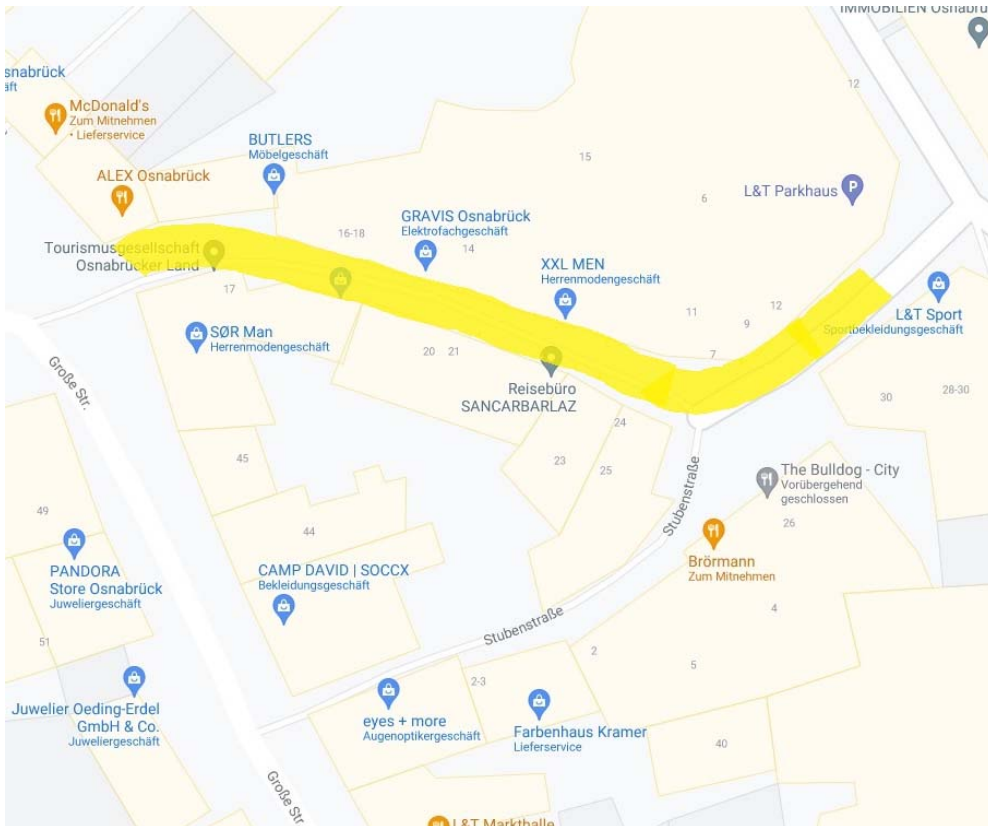 IMMOBILIEN Osnabrü
snabrück
äft
McDonald's
Zum Mitnehmen
• Lieferservice
12
BUTLERS
Möbelgeschäft
15
ALEX Osnabrück
L&T Parkhaus
P
6
GRAVIS Osnabrück
Elektrofachgeschäft
16-18
14
Tourismusgesellschaft
Osnabrücker Land
XXL MEN
Herrenmodengeschäft
17
12
11
9
7
L&T Sport
Sportbekleidungsgeschäft
SØR Man
Herrenmodengeschäft
20
21
Große Str.
Reisebüro
SANCARBARLAZ
28-30
30
24
23
25
45
Stubenstraße
The Bulldog - City
Vorübergehend
geschlossen
26
49
44
PANDORA
Store Osnabrück
Juweliergeschäft
CAMP DAVID | SOCCX
Bekleidungsgeschäft
Brörmann
Zum Mitnehmen
4
Stubenstraße
51
2
5
2-3
Juwelier Oeding-Erdel
GmbH & Co.
Juweliergeschäft
eyes + more
Augenoptikergeschäft
Farbenhaus Kramer
Lieferservice
40
Große Str.
L&T Markthalle